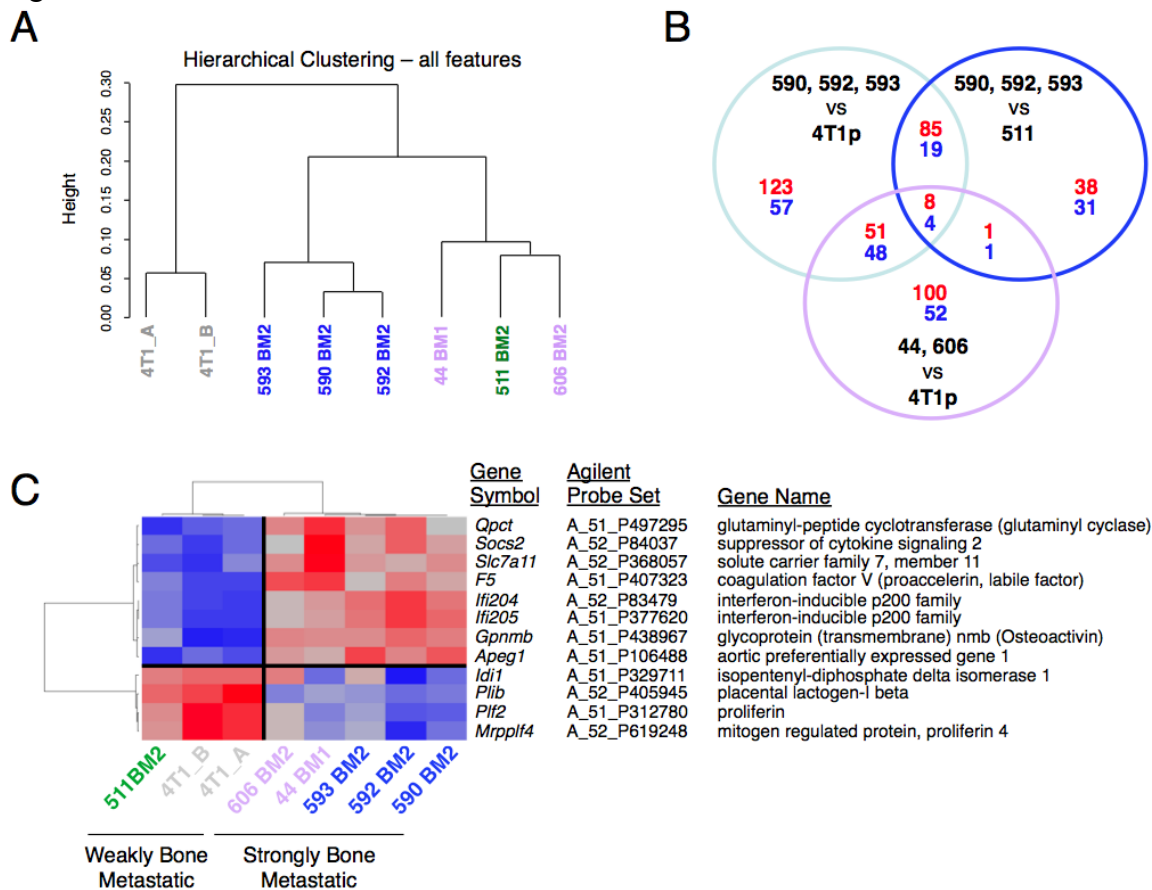 A
Hierarchical Clustering – all features
Height
0.30
0.25
0.20
0.15
0.10
0.05
0.00
4T1_A
4T1_B
593 BM2
590 BM2
592 BM2
44 BM1
511 BM2
606 BM2
B
590, 592, 593
vs
4T1p
590, 592, 593
vs
511
85
19
123
57
38
31
8
4
51
48
1
1
100
52
44, 606
vs
4T1p
C
Gene Symbol
Agilent Probe Set
Gene Name
Qpct A_51_P497295 glutaminyl-peptide cyclotransferase (glutaminyl cyclase)
Socs2 A_52_P84037 suppressor of cytokine signaling 2
Slc7a11 A_52_P368057 solute carrier family 7, member 11
F5 A_51_P407323 coagulation factor V (proaccelerin, labile factor)
Ifi204 A_52_P83479 interferon-inducible p200 family
Ifi205 A_51_P377620 interferon-inducible p200 family
Gpnmb A_51_P438967 glycoprotein (transmembrane) nmb (Osteoactivin)
Apeg1 A_51_P106488 aortic preferentially expressed gene 1
Idi1 A_51_P329711 isopentenyl-diphosphate delta isomerase 1
Plib A_52_P405945 placental lactogen-I beta
Plf2 A_51_P312780 proliferin
Mrpplf4 A_52_P619248 mitogen regulated protein, proliferin 4
511BM2
4T1_B
4T1_A
606 BM2
44 BM1
593 BM2
592 BM2
590 BM2
Weakly Bone
Metastatic
Strongly Bone
Metastatic